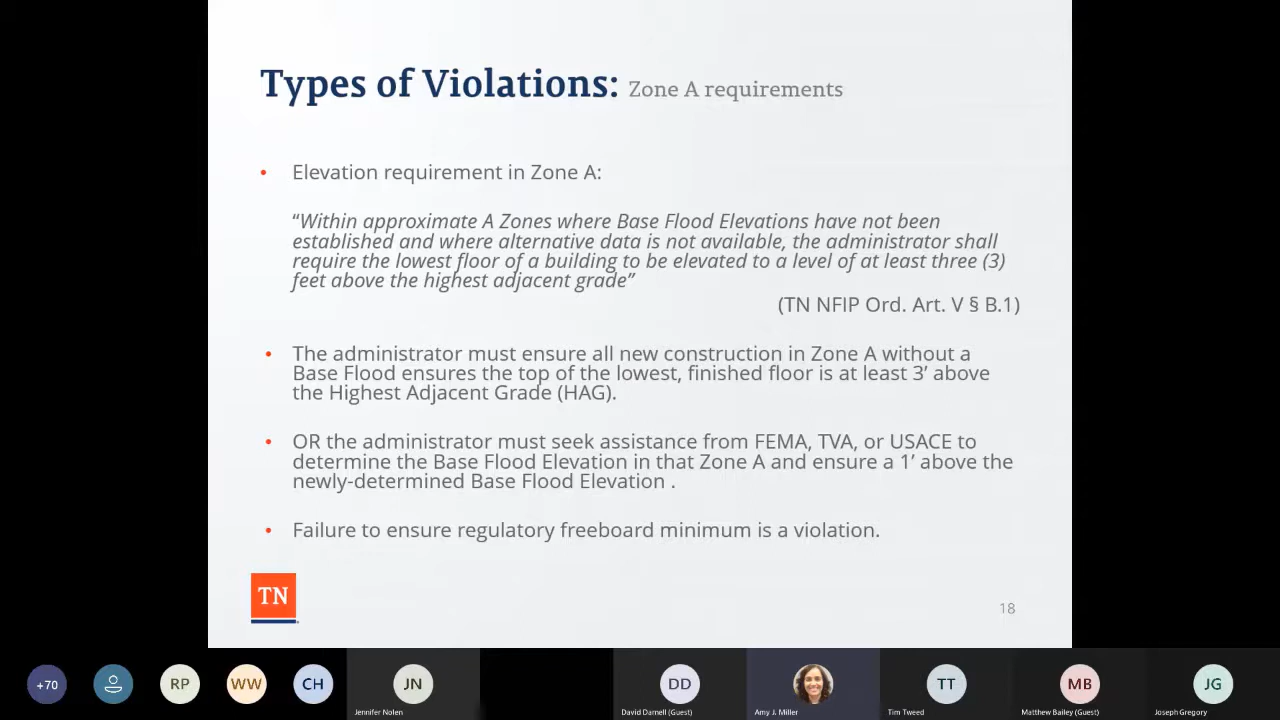 Types of Violations: Zone A requirements
• Elevation requirement in Zone A:
“Within approximate A Zones where Base Flood Elevations have not been
established and where alternative data is not available, the administrator shall
require the lowest floor of a building to be elevated to a level of at least three (3)
feet above the highest adjacent grade”
(TN NFIP Ord. Art. V § B.1)
• The administrator must ensure all new construction in Zone A without a
Base Flood ensures the top of the lowest, finished floor is at least 3’ above
the Highest Adjacent Grade (HAG).
• OR the administrator must seek assistance from FEMA, TVA, or USACE to
determine the Base Flood Elevation in that Zone A and ensure a 1’ above the
newly-determined Base Flood Elevation .
• Failure to ensure regulatory freeboard minimum is a violation.
TN
18
+70 RP WW CH JN DD TT MB JG
Jennifer Nolen David Darnell (Guest) Amy J. Miller Tim Tweed Matthew Bailey (Guest) Joseph Gregory